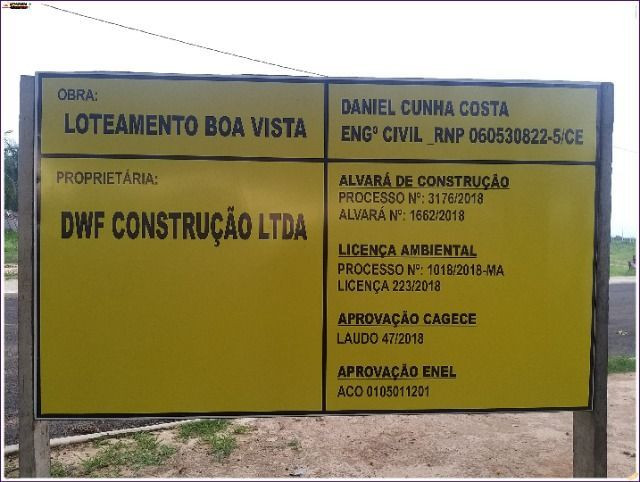 OBRA:
LOTEAMENTO BOA VISTA
DANIEL CUNHA COSTA
ENGº CIVIL _RNP 060530822-5/CE
PROPRIETÁRIA:
DWF CONSTRUÇÃO LTDA
ALVARÁ DE CONSTRUÇÃO
PROCESSO Nº: 3176/2018
ALVARÁ Nº: 1662/2018
LICENÇA AMBIENTAL
PROCESSO Nº: 1018/2018-MA
LICENÇA 223/2018
APROVAÇÃO CAGECE
LAUDO 47/2018
APROVAÇÃO ENEL
ACO 0105011201